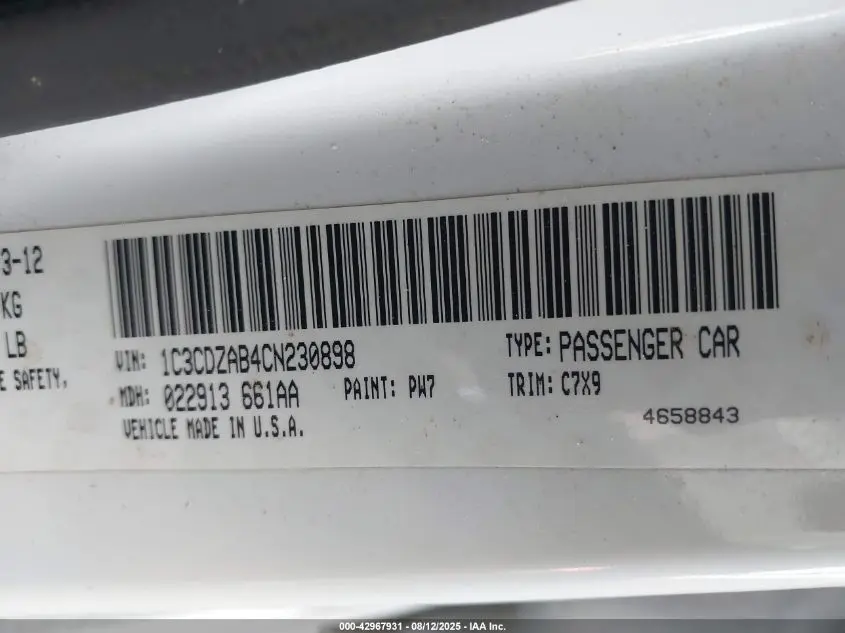 3-12
KG
LB
E SAFETY,
VIN: 1C3CDZAB4CN230898
TYPE: PASSENGER CAR
MDH: 022913 661AA
PAINT: PW7
TRIM: C7X9
VEHICLE MADE IN U.S.A.
4658843
000-42967931 - 08/12/2025 - IAA Inc.